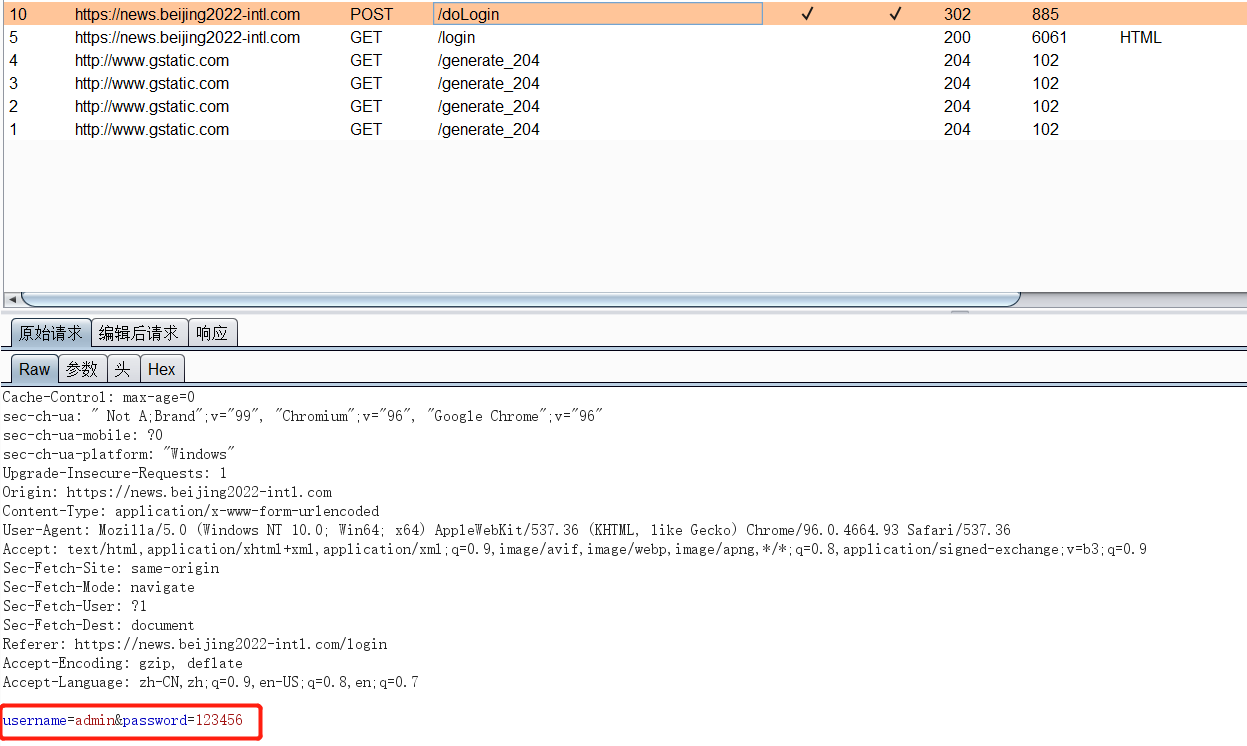 10 https://news.beijing2022-intl.com POST /doLogin ✓ ✓ 302 885
5 https://news.beijing2022-intl.com GET /login 200 6061 HTML
4 http://www.gstatic.com GET /generate_204 204 102
3 http://www.gstatic.com GET /generate_204 204 102
2 http://www.gstatic.com GET /generate_204 204 102
1 http://www.gstatic.com GET /generate_204 204 102
原始请求 编辑后请求 响应
Raw 参数 头 Hex
Cache-Control: max-age=0
sec-ch-ua: " Not A;Brand";v="99", "Chromium";v="96", "Google Chrome";v="96"
sec-ch-ua-mobile: ?0
sec-ch-ua-platform: "Windows"
Upgrade-Insecure-Requests: 1
Origin: https://news.beijing2022-intl.com
Content-Type: application/x-www-form-urlencoded
User-Agent: Mozilla/5.0 (Windows NT 10.0; Win64; x64) AppleWebKit/537.36 (KHTML, like Gecko) Chrome/96.0.4664.93 Safari/537.36
Accept: text/html,application/xhtml+xml,application/xml;q=0.9,image/avif,image/webp,image/apng,*/*;q=0.8,application/signed-exchange;v=b3;q=0.9
Sec-Fetch-Site: same-origin
Sec-Fetch-Mode: navigate
Sec-Fetch-User: ?1
Sec-Fetch-Dest: document
Referer: https://news.beijing2022-intl.com/login
Accept-Encoding: gzip, deflate
Accept-Language: zh-CN,zh;q=0.9,en-US;q=0.8,en;q=0.7
username=admin&password=123456